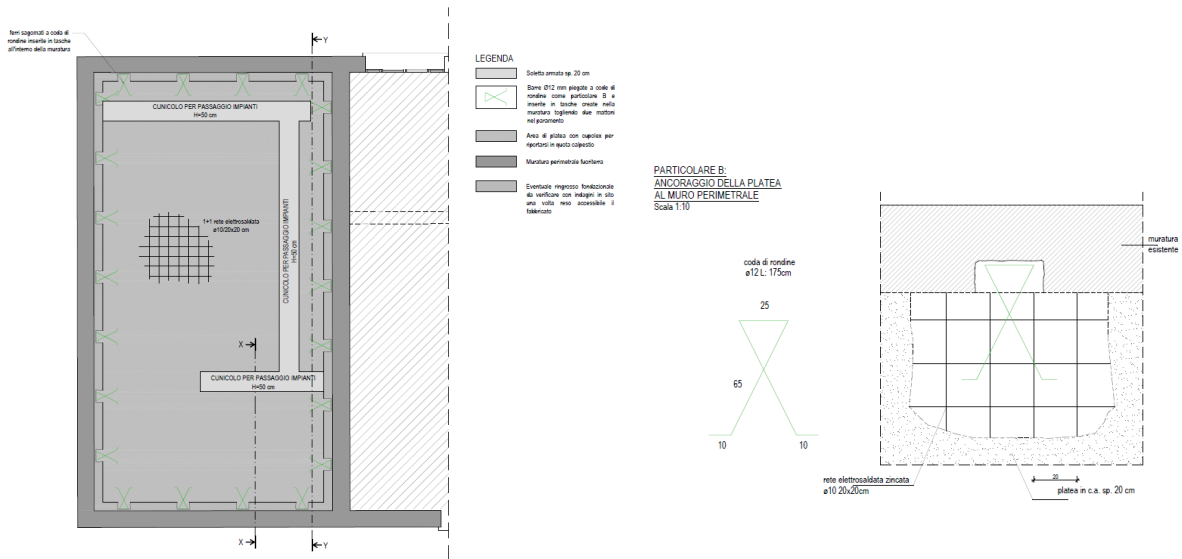 ferri sagomati a coda di
rondine inserite in tasche
all'interno della muratura
Y
CUNICOLO PER PASSAGGIO IMPIANTI
H=50 cm
1+1 rete elettrosaldata
ø10/20x20 cm
CUNICOLO PER PASSAGGIO IMPIANTI
H=50 cm
X
CUNICOLO PER PASSAGGIO IMPIANTI
H=50 cm
X
Y
LEGENDA
Soletta armata sp. 20 cm
Barre Ø12 mm piegate a coda di
rondine come particolare B e
inserite in tasche create nella
muratura togliendo due mattoni
nel paramento
Area di platea con cupolex per
riportarsi in quota calpestio
Muratura perimetrale fuoriterra
Eventuale ringrosso fondazionale
da verificare con indagini in sito
una volta reso accessibile il
fabbricato
PARTICOLARE B:
ANCORAGGIO DELLA PLATEA
AL MURO PERIMETRALE
Scala 1:10
coda di rondine
ø12 L: 175cm
25
65
10
10
muratura
esistente
rete elettrosaldata zincata
ø10 20x20cm
20
platea in c.a. sp. 20 cm